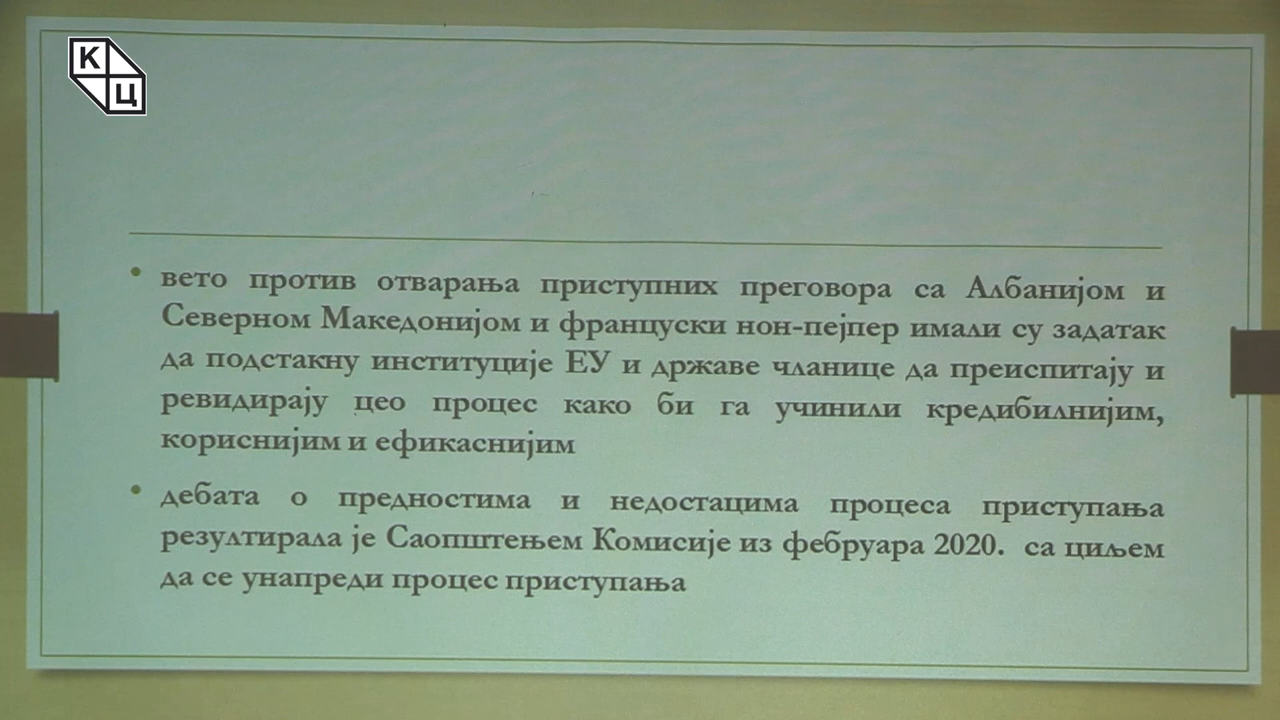 К
Ц
вето против отварања приступних преговора са Албанијом и
Северном Македонијом и француски нон-пејпер имали су задатак
да подстакну институције ЕУ и државе чланице да преиспитају и
ревидирају цео процес како би га учинили кредибилнијим,
кориснијим и ефикаснијим
дебата о предностима и недостацима процеса приступања
резултирала је Саопштењем Комисије из фебруара 2020. са циљем
да се унапреди процес приступања